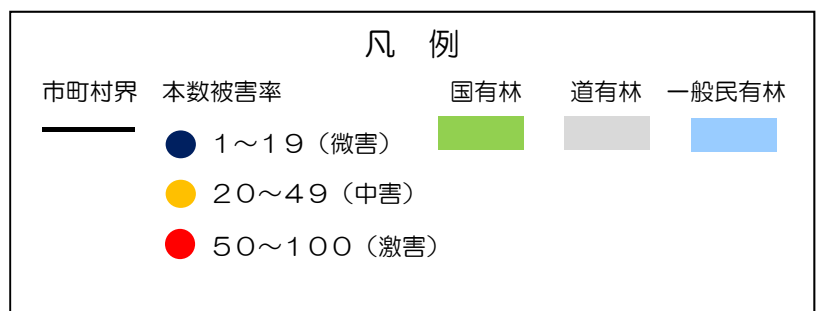 凡　例
市町村界　本数被害率　国有林　道有林　一般民有林
１～１９（微害）
２０～４９（中害）
５０～１００（激害）